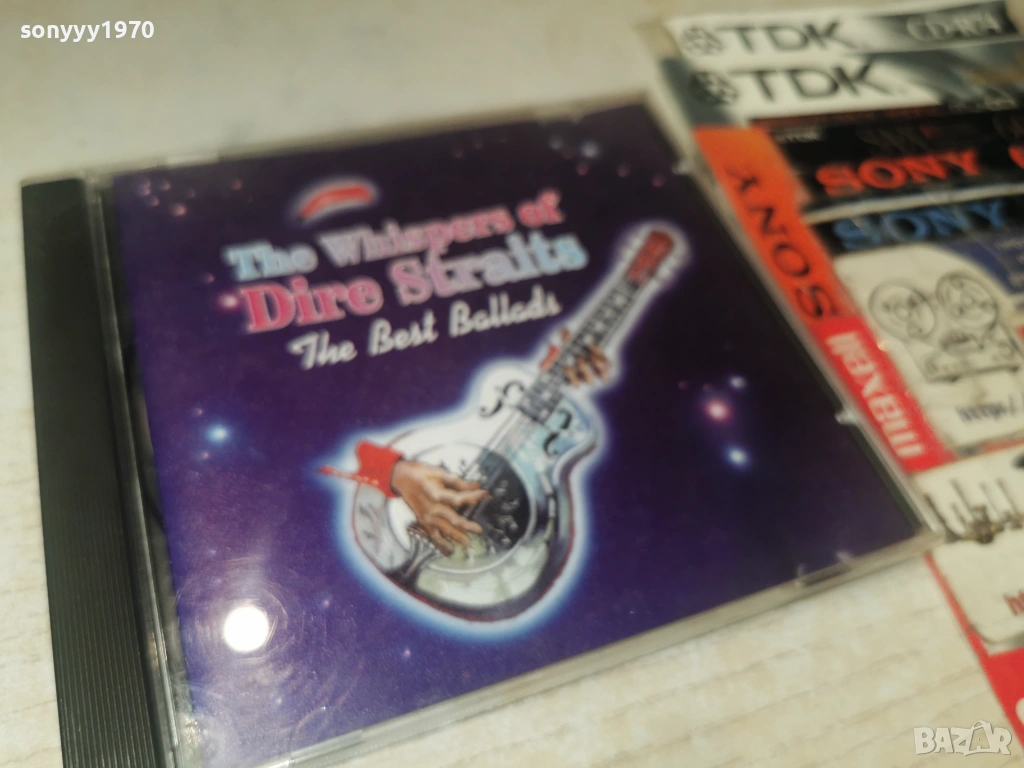 sonyyy1970
The Whispers of
Dire Straits
The Best Ballads
TDK
TDK
SONY
SONY
SONY
maxell
BAZAR